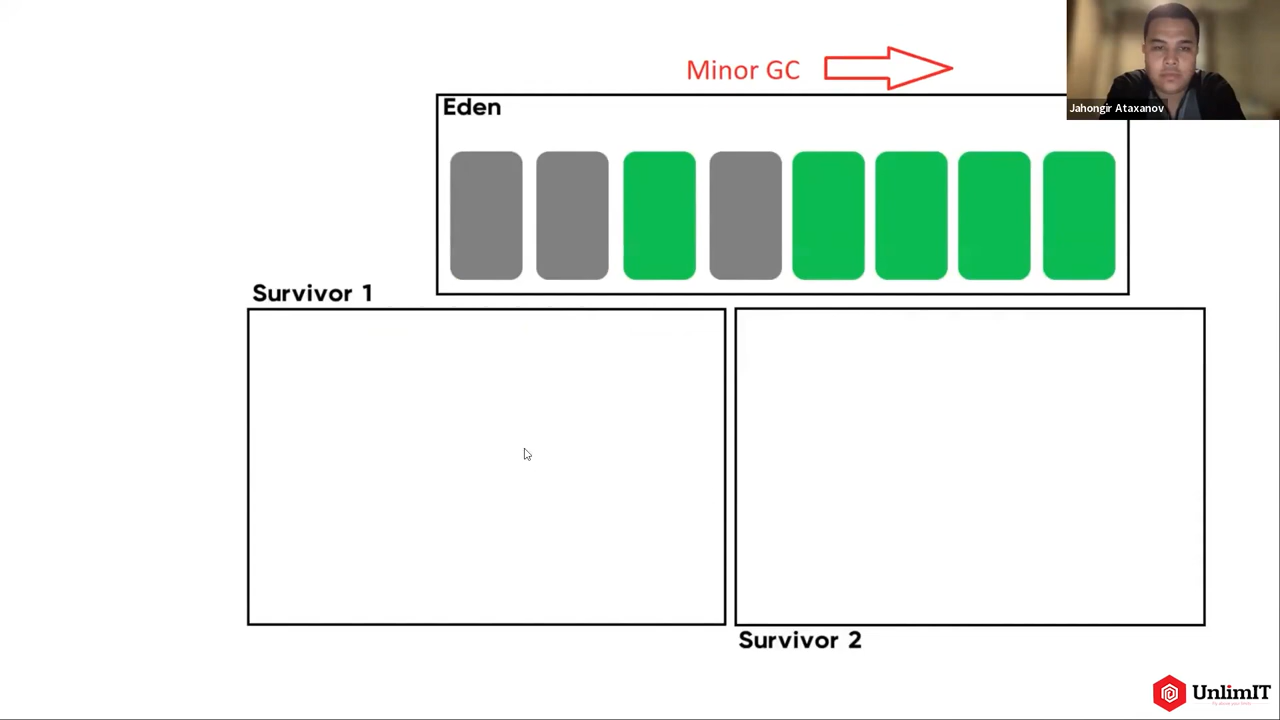 Minor GC
Jahongir Ataxanov
Eden
Survivor 1
Survivor 2
UnlimIT